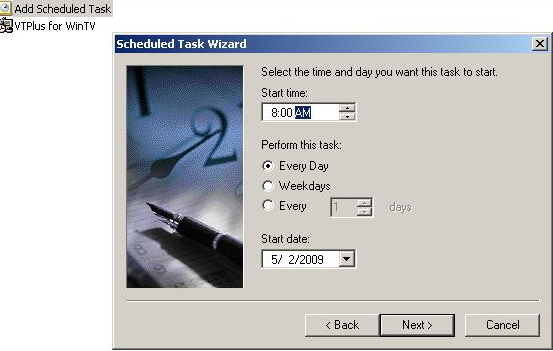 Add Scheduled Task
VTPlus for WinTV
Scheduled Task Wizard
Select the time and day you want this task to start.
Start time:
8:00 AM
Perform this task:
Every Day
Weekdays
Every 1 days
Start date:
5/ 2/2009
< Back Next > Cancel